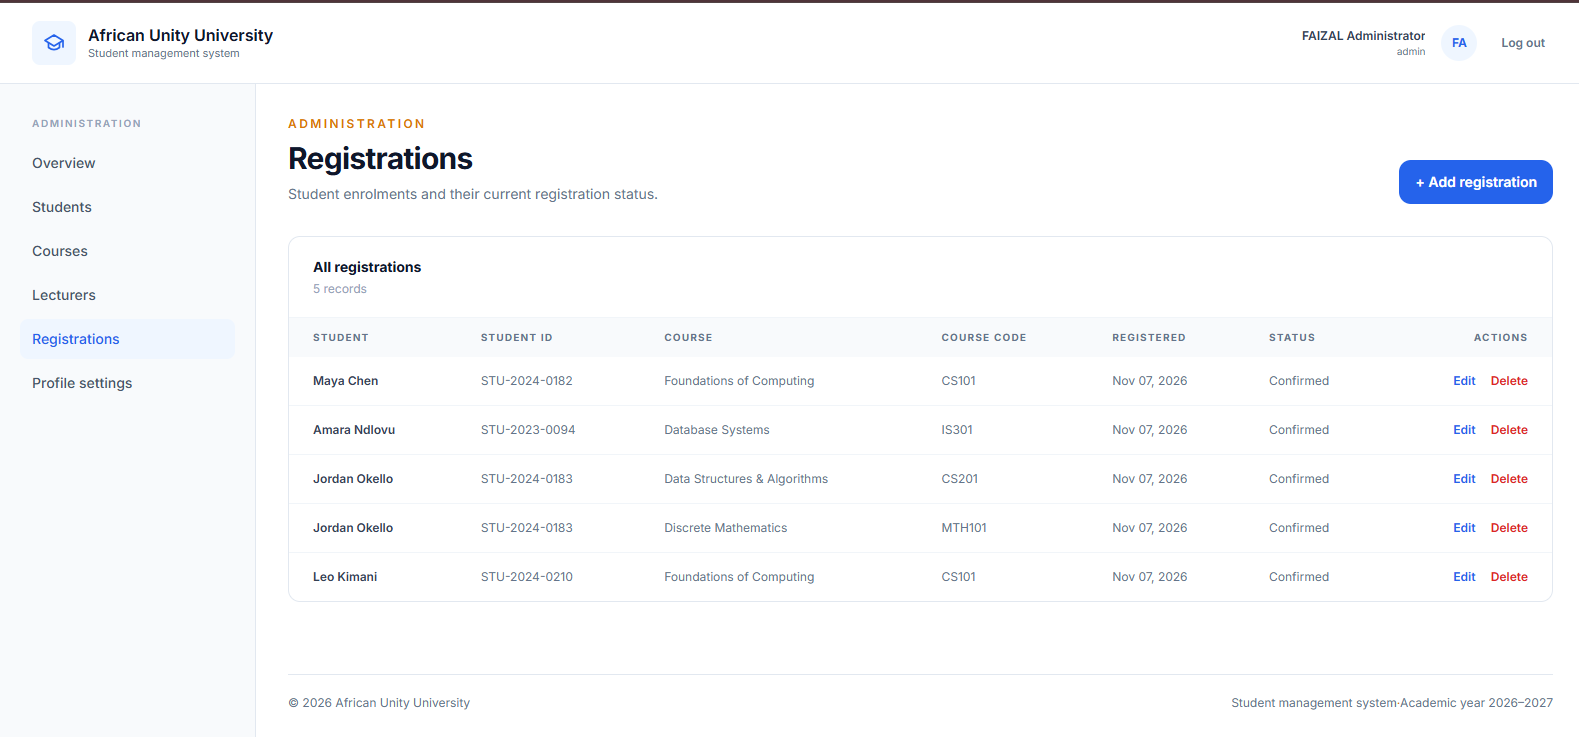 African Unity University
Student management system
FAIZAL Administrator
admin
FA
Log out
ADMINISTRATION
Overview
Students
Courses
Lecturers
Registrations
Profile settings
ADMINISTRATION
Registrations
Student enrolments and their current registration status.
+ Add registration
All registrations
5 records
STUDENT STUDENT ID COURSE COURSE CODE REGISTERED STATUS ACTIONS
Maya Chen STU-2024-0182 Foundations of Computing CS101 Nov 07, 2026 Confirmed Edit Delete
Amara Ndlovu STU-2023-0094 Database Systems IS301 Nov 07, 2026 Confirmed Edit Delete
Jordan Okello STU-2024-0183 Data Structures & Algorithms CS201 Nov 07, 2026 Confirmed Edit Delete
Jordan Okello STU-2024-0183 Discrete Mathematics MTH101 Nov 07, 2026 Confirmed Edit Delete
Leo Kimani STU-2024-0210 Foundations of Computing CS101 Nov 07, 2026 Confirmed Edit Delete
© 2026 African Unity University
Student management system·Academic year 2026–2027